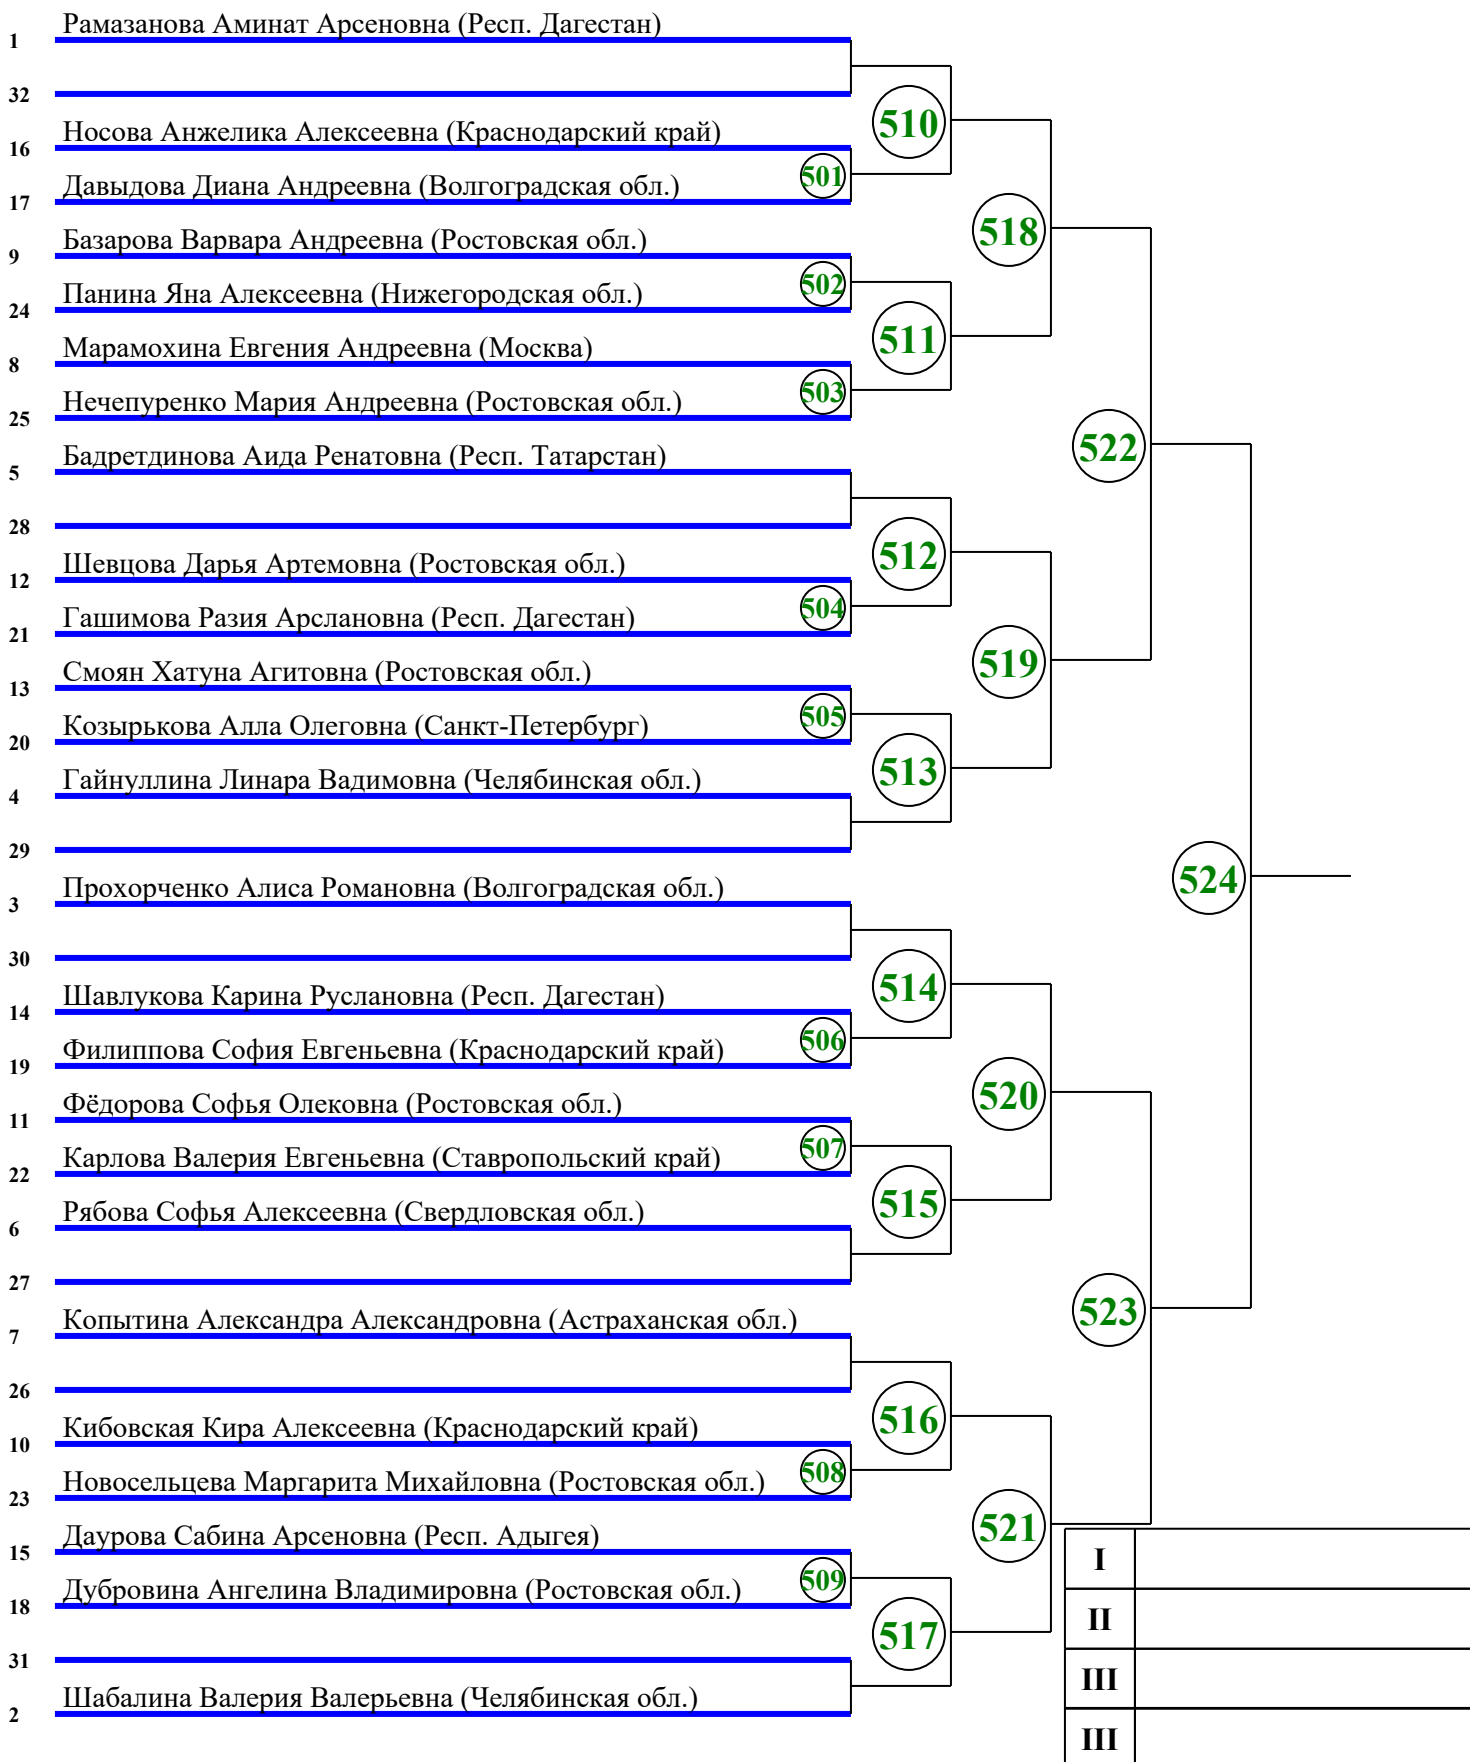 1 Рамазанова Аминат Арсеновна (Респ. Дагестан)
32
16 Носова Анжелика Алексеевна (Краснодарский край)
510
501
17 Давыдова Диана Андреевна (Волгоградская обл.)
9 Базарова Варвара Андреевна (Ростовская обл.)
518
502
24 Панина Яна Алексеевна (Нижегородская обл.)
8 Марамохина Евгения Андреевна (Москва)
511
503
25 Нечепуренко Мария Андреевна (Ростовская обл.)
5 Бадретдинова Аида Ренатовна (Респ. Татарстан)
522
28
12 Шевцова Дарья Артемовна (Ростовская обл.)
512
504
21 Гашимова Разия Арслановна (Респ. Дагестан)
13 Смоян Хатуна Агитовна (Ростовская обл.)
519
505
20 Козырькова Алла Олеговна (Санкт-Петербург)
4 Гайнуллина Линара Вадимовна (Челябинская обл.)
513
29
3 Прохорченко Алиса Романовна (Волгоградская обл.)
524
30
14 Шавлукова Карина Руслановна (Респ. Дагестан)
514
506
19 Филиппова София Евгеньевна (Краснодарский край)
11 Фёдорова Софья Олековна (Ростовская обл.)
520
507
22 Карлова Валерия Евгеньевна (Ставропольский край)
6 Рябова Софья Алексеевна (Свердловская обл.)
515
27
7 Копытина Александра Александровна (Астраханская обл.)
523
26
10 Кибовская Кира Алексеевна (Краснодарский край)
516
508
23 Новосельцева Маргарита Михайловна (Ростовская обл.)
15 Даурова Сабина Арсеновна (Респ. Адыгея)
521
I
509
18 Дубровина Ангелина Владимировна (Ростовская обл.)
II
517
31
III
2 Шабалина Валерия Валерьевна (Челябинская обл.)
III